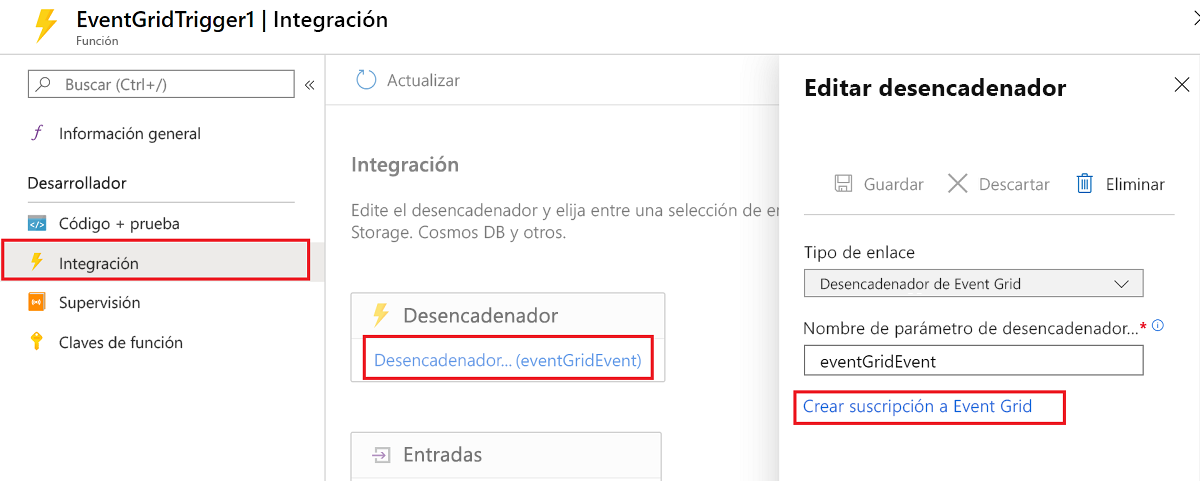 EventGridTrigger1 | Integración
Función
Buscar (Ctrl+/)
«
Información general
Desarrollador
Código + prueba
Integración
Supervisión
Claves de función
Actualizar
Integración
Edite el desencadenador y elija entre una selección de
Storage. Cosmos DB y otros.
Desencadenador
Desencadenador... (eventGridEvent)
Entradas
Editar desencadenador
Guardar
Descartar
Eliminar
Tipo de enlace
Desencadenador de Event Grid
Nombre de parámetro de desencadenador...*
eventGridEvent
Crear suscripción a Event Grid